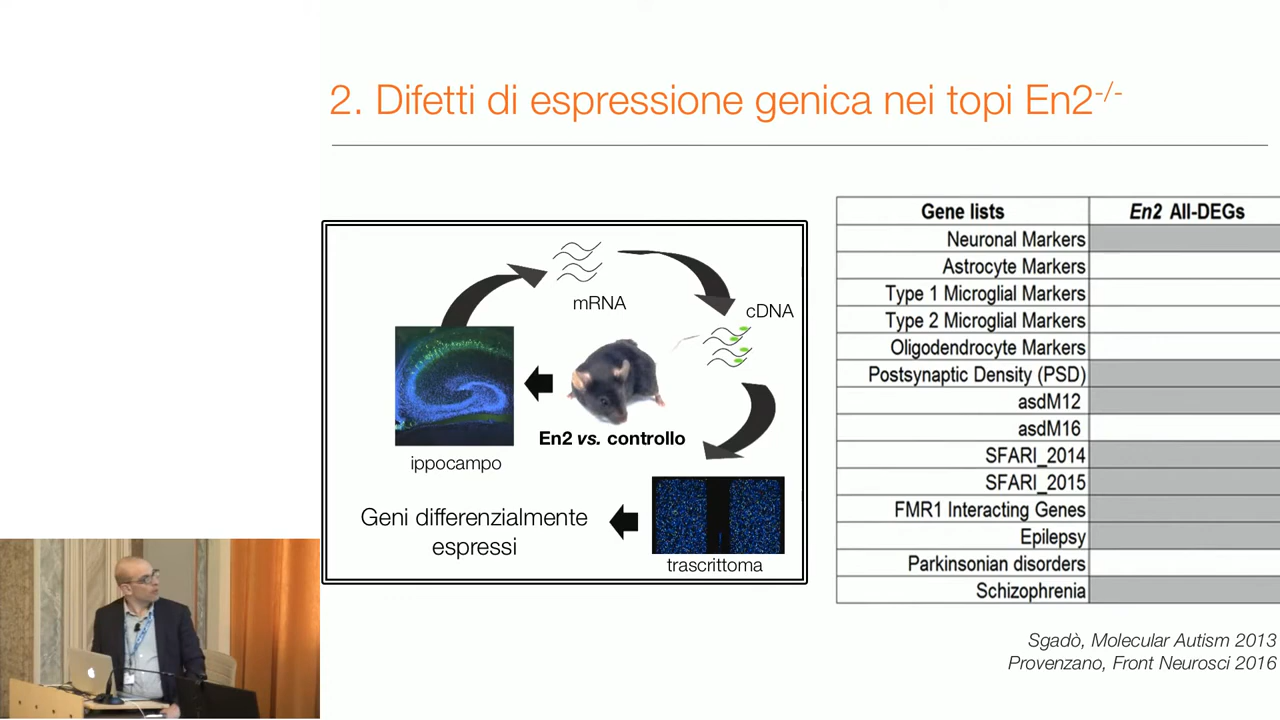 2. Difetti di espressione genica nei topi En2-/-
mRNA
cDNA
En2 vs. controllo
ippocampo
Geni differenzialmente
espressi
trascrittoma
Gene lists En2 All-DEGs
Neuronal Markers
Astrocyte Markers
Type 1 Microglial Markers
Type 2 Microglial Markers
Oligodendrocyte Markers
Postsynaptic Density (PSD)
asdM12
asdM16
SFARI_2014
SFARI_2015
FMR1 Interacting Genes
Epilepsy
Parkinsonian disorders
Schizophrenia
Sgadò, Molecular Autism 2013
Provenzano, Front Neurosci 2016